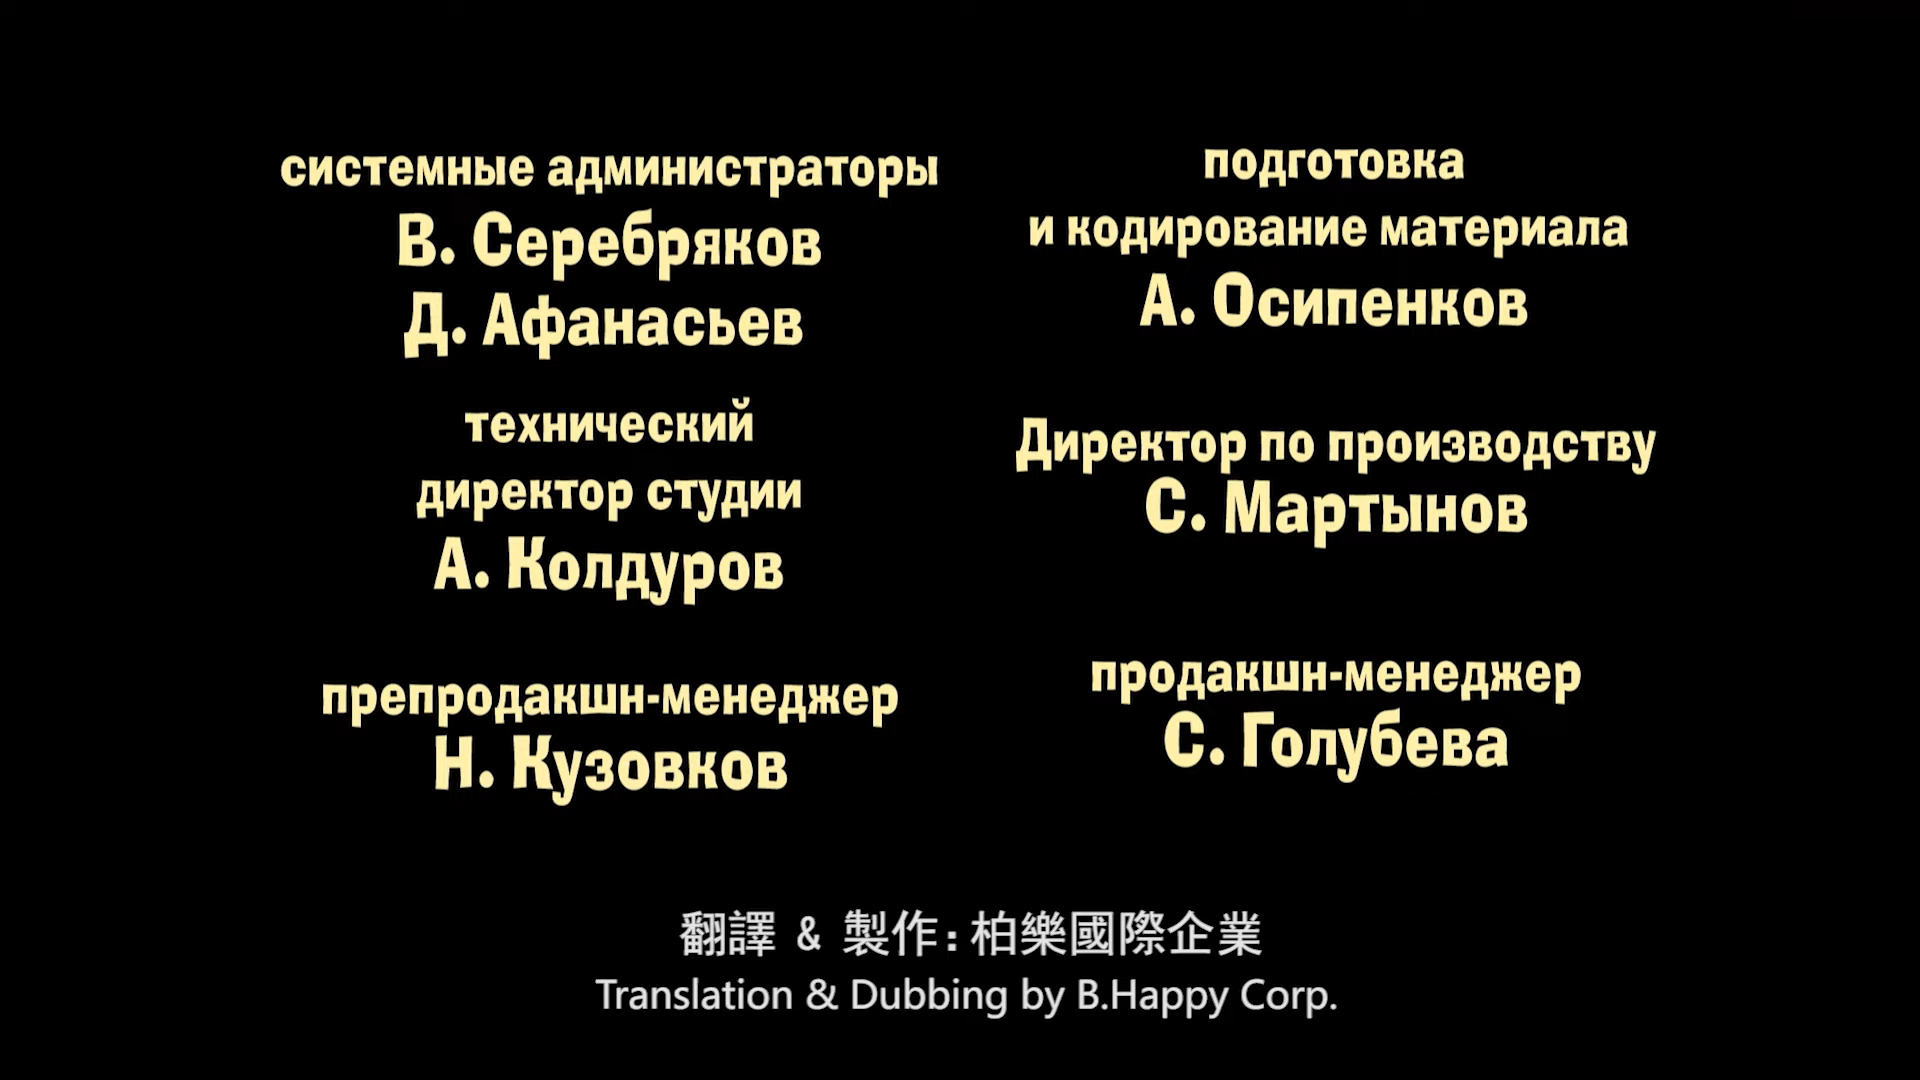 системные администраторы
В. Серебряков
Д. Афанасьев
технический
директор студии
А. Колдуров
препродакшн-менеджер
Н. Кузовков
подготовка
и кодирование материала
А. Осипенков
Директор по производству
С. Мартынов
продакшн-менеджер
С. Голубева
翻譯 & 製作:柏樂國際企業
Translation & Dubbing by B.Happy Corp.